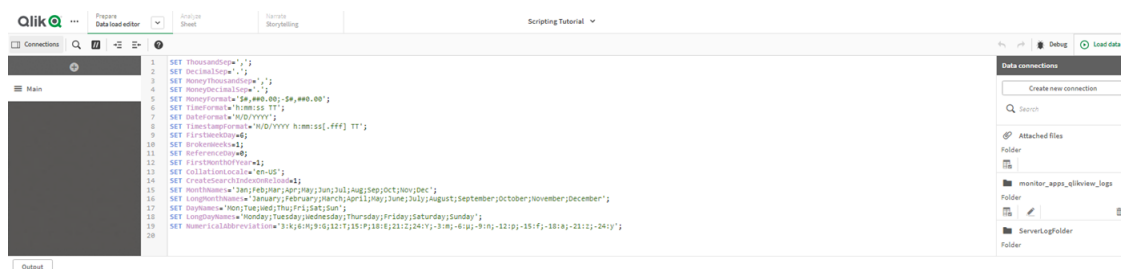 Qlik
Prepare
Data load editor
Analyze
Sheet
Narrate
Storytelling
Scripting Tutorial
Connections
Debug
Load data
Main
1 SET ThousandSep=',';
2 SET DecimalSep='.';
3 SET MoneyThousandSep=',';
4 SET MoneyDecimalSep='.';
5 SET MoneyFormat='$#,##0.00;-$#,##0.00';
6 SET TimeFormat='h:mm:ss TT';
7 SET DateFormat='M/D/YYYY';
8 SET TimestampFormat='M/D/YYYY h:mm:ss[.fff] TT';
9 SET FirstWeekDay=6;
10 SET BrokenWeeks=1;
11 SET ReferenceDay=0;
12 SET FirstMonthOfYear=1;
13 SET CollationLocale='en-US';
14 SET CreateSearchIndexOnReload=1;
15 SET MonthNames='Jan;Feb;Mar;Apr;May;Jun;Jul;Aug;Sep;Oct;Nov;Dec';
16 SET LongMonthNames='January;February;March;April;May;June;July;August;September;October;November;December';
17 SET DayNames='Mon;Tue;Wed;Thu;Fri;Sat;Sun';
18 SET LongDayNames='Monday;Tuesday;Wednesday;Thursday;Friday;Saturday;Sunday';
19 SET NumericalAbbreviation='3:k;6:M;9:G;12:T;15:P;18:E;21:Z;24:Y;-3:m;-6:μ;-9:n;-12:p;-15:f;-18:a;-21:z;-24:y';
20
Data connections
Create new connection
Search
Attached files
Folder
monitor_apps_qlikview_logs
Folder
ServerLogFolder
Folder
Output